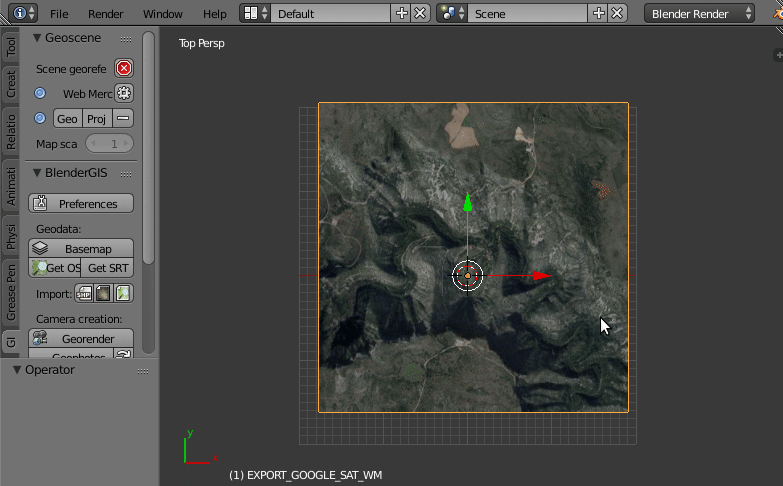 File Render Window Help Default Scene Blender Render
Tool
Creat
Relatio
Animati
Physi
Grease Pen
GI
Geoscene
Scene georefe
Web Merc
Geo Proj
Map sca 1
BlenderGIS
Preferences
Geodata:
Basemap
Get OS Get SRT
Import: SHP
Camera creation:
Georender
Geophotos
Operator
Top Persp
y
x
(1) EXPORT_GOOGLE_SAT_WM